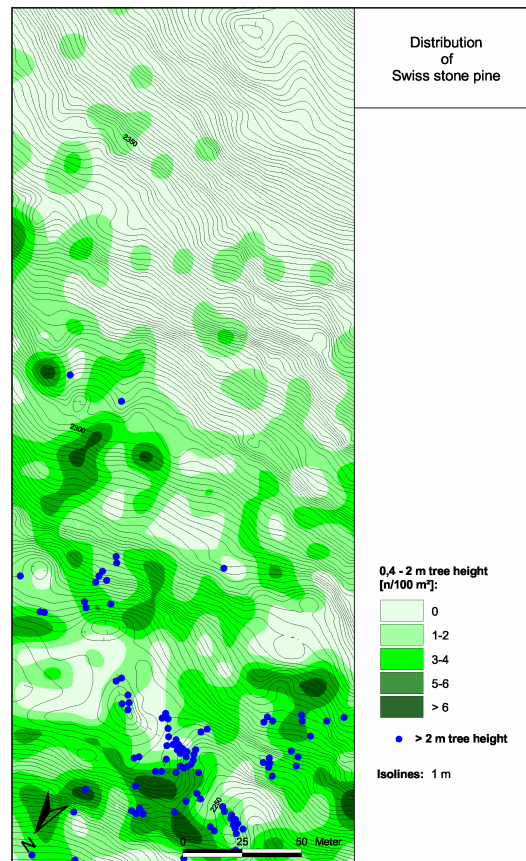 Distribution
of
Swiss stone pine
2350
2300
0,4 - 2 m tree height
[n/100 m²]:
0
1-2
3-4
5-6
> 6
> 2 m tree height
Isolines: 1 m
2250
N
0 25 50 Meter